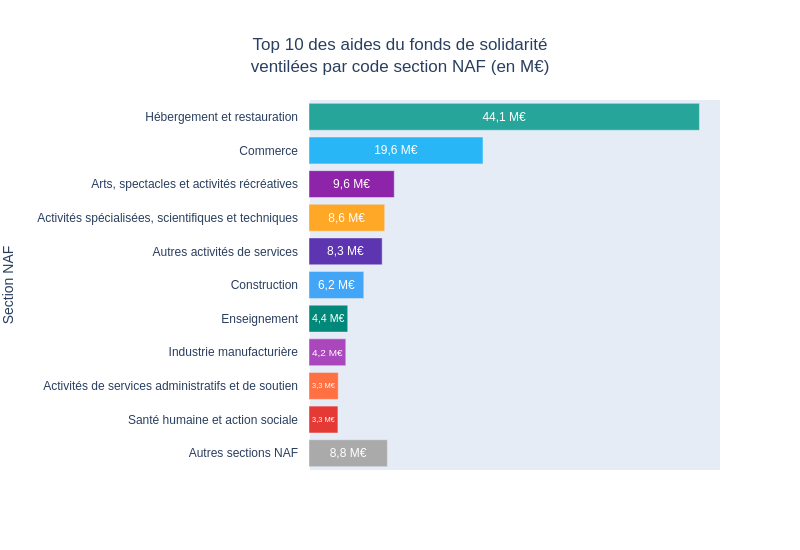 Top 10 des aides du fonds de solidarité
ventilées par code section NAF (en M€)
Section NAF
Hébergement et restauration 44,1 M€
Commerce 19,6 M€
Arts, spectacles et activités récréatives 9,6 M€
Activités spécialisées, scientifiques et techniques 8,6 M€
Autres activités de services 8,3 M€
Construction 6,2 M€
Enseignement 4,4 M€
Industrie manufacturière 4,2 M€
Activités de services administratifs et de soutien 3,3 M€
Santé humaine et action sociale 3,3 M€
Autres sections NAF 8,8 M€